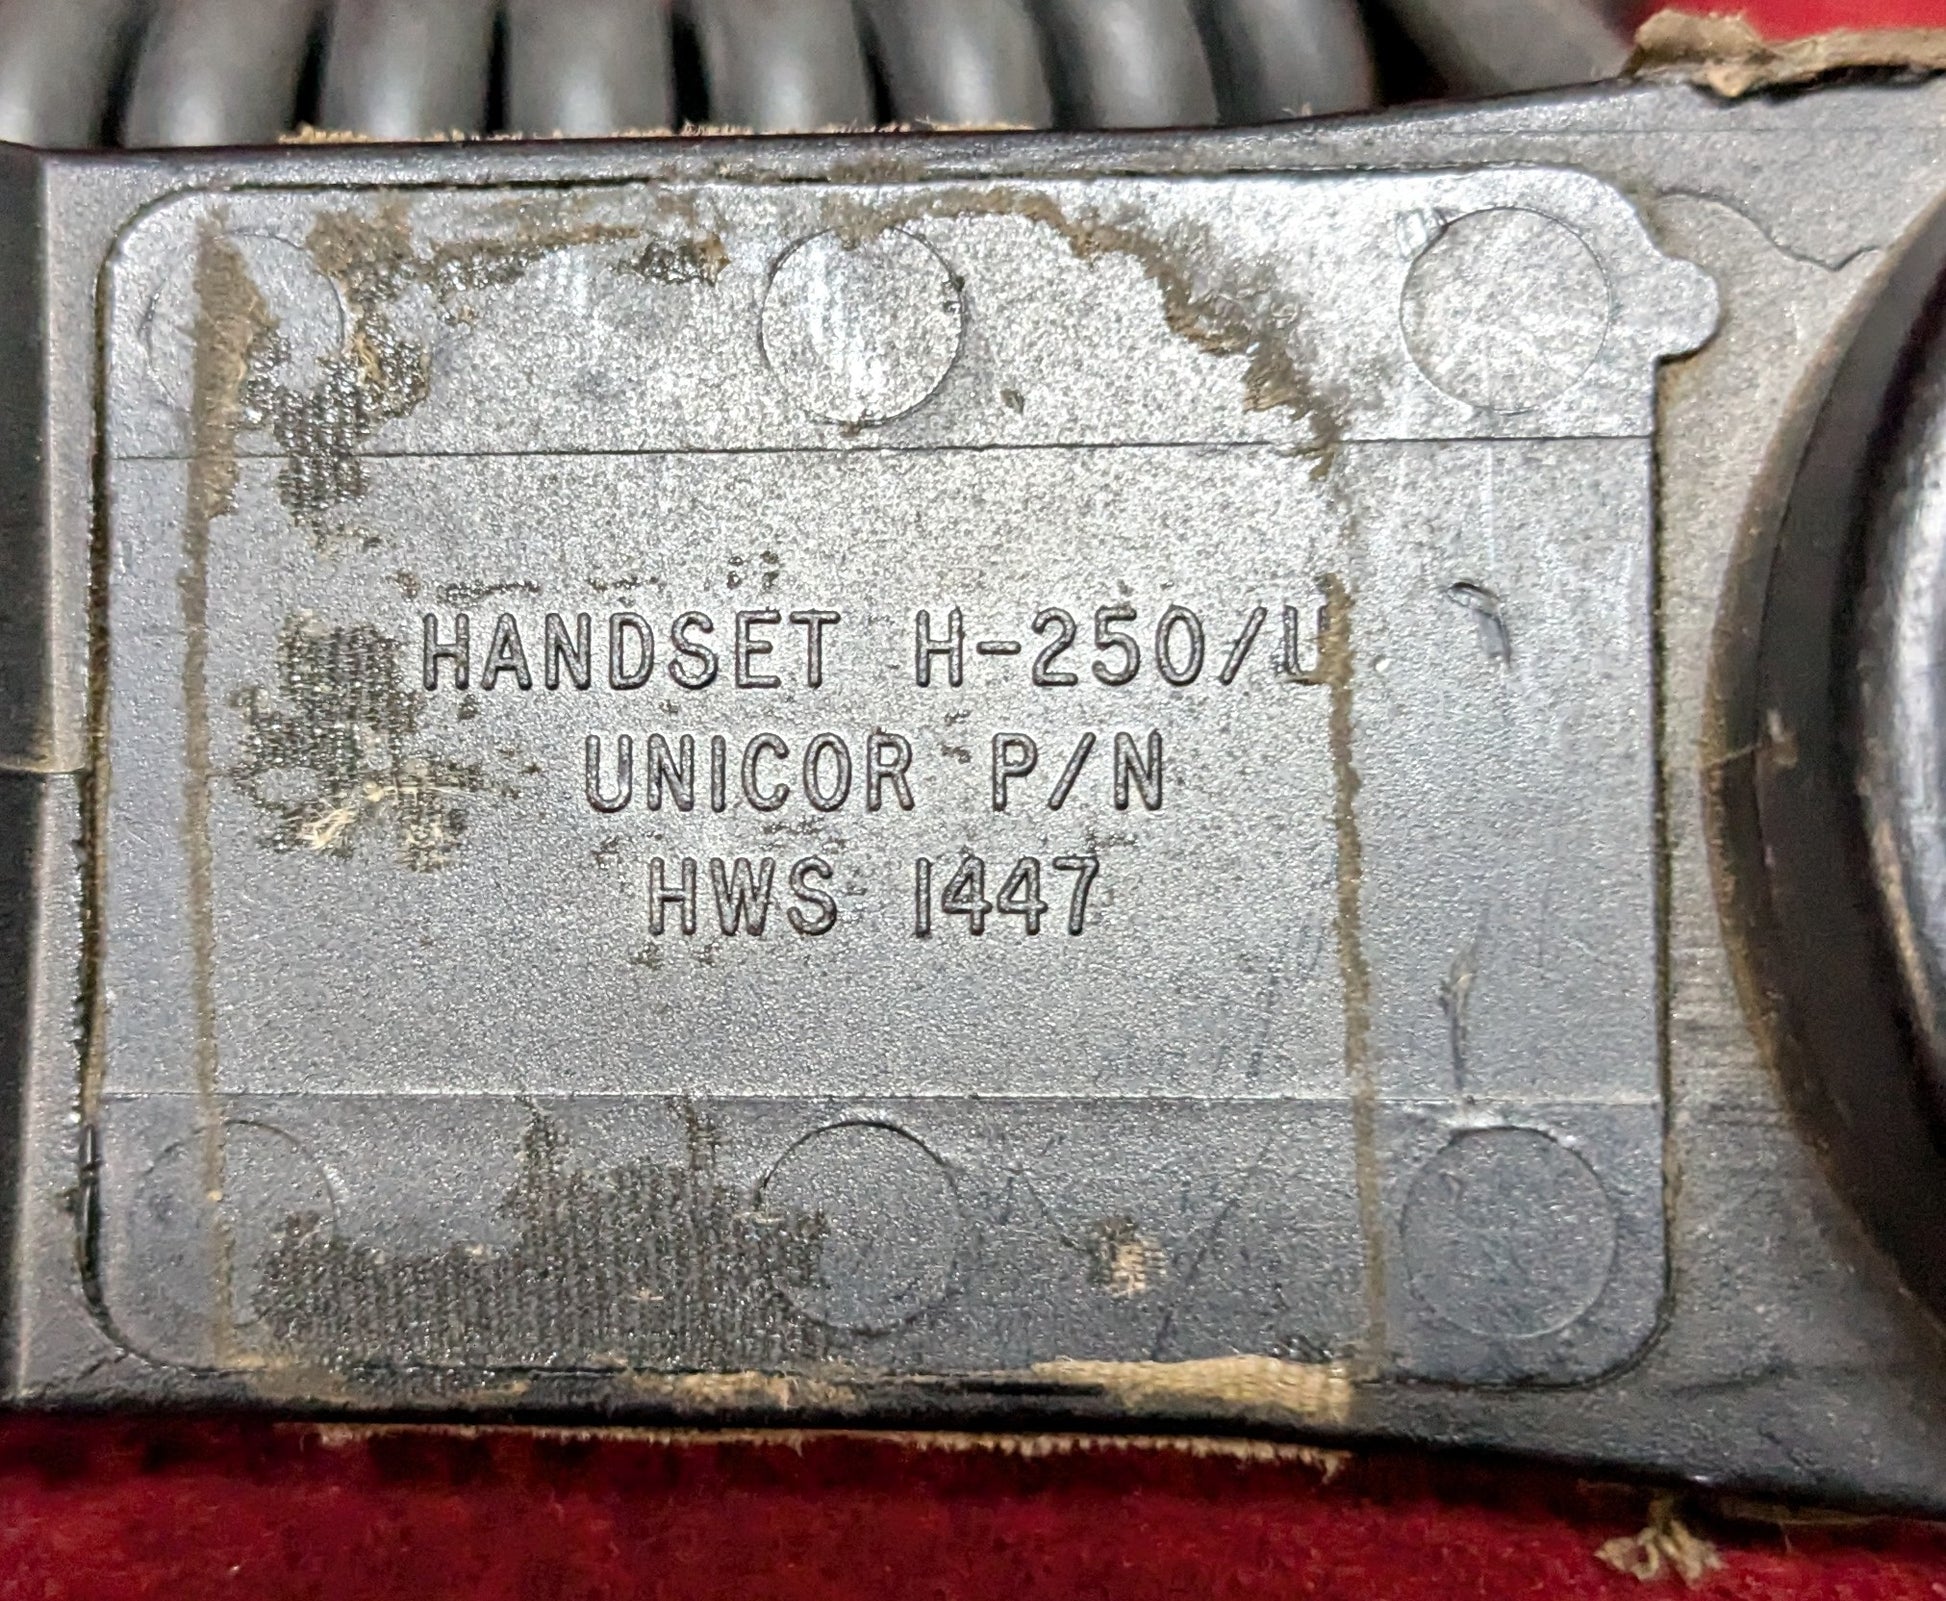 HANDSET H-250/U
UNICOR P/N
HWS 1447